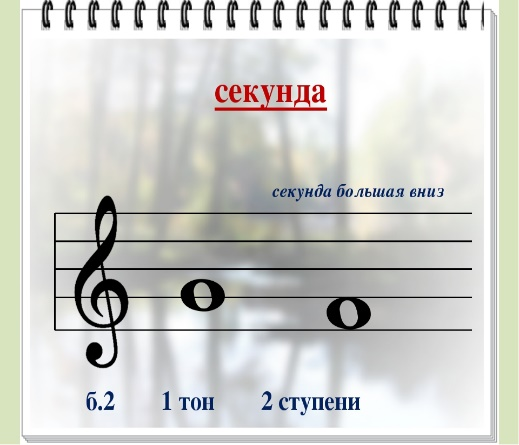 секунда
секунда большая вниз
б.2 1 тон 2 ступени